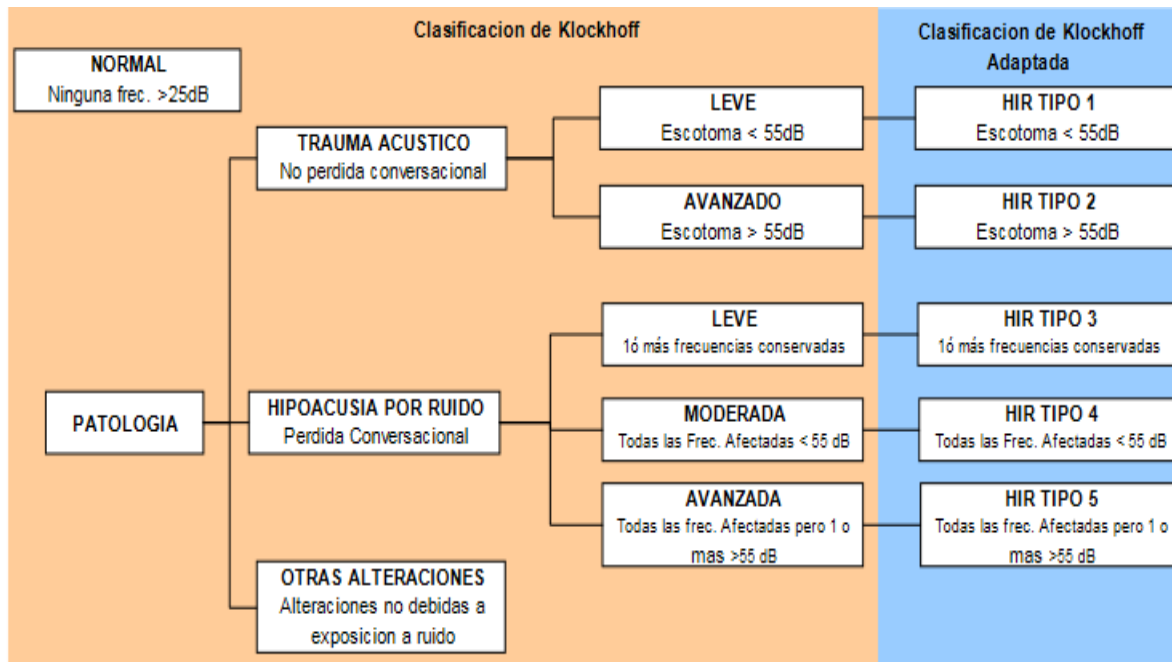 Clasificacion de Klockhoff
Clasificacion de Klockhoff
Adaptada
NORMAL
Ninguna frec. >25dB
LEVE
Escotoma < 55dB
HIR TIPO 1
Escotoma < 55dB
TRAUMA ACUSTICO
No perdida conversacional
AVANZADO
Escotoma > 55dB
HIR TIPO 2
Escotoma > 55dB
LEVE
1ó más frecuencias conservadas
HIR TIPO 3
1ó más frecuencias conservadas
PATOLOGIA
HIPOACUSIA POR RUIDO
Perdida Conversacional
MODERADA
Todas las Frec. Afectadas < 55 dB
HIR TIPO 4
Todas las Frec. Afectadas < 55 dB
AVANZADA
Todas las frec. Afectadas pero 1 o
mas >55 dB
HIR TIPO 5
Todas las frec. Afectadas pero 1 o
mas >55 dB
OTRAS ALTERACIONES
Alteraciones no debidas a
exposicion a ruido